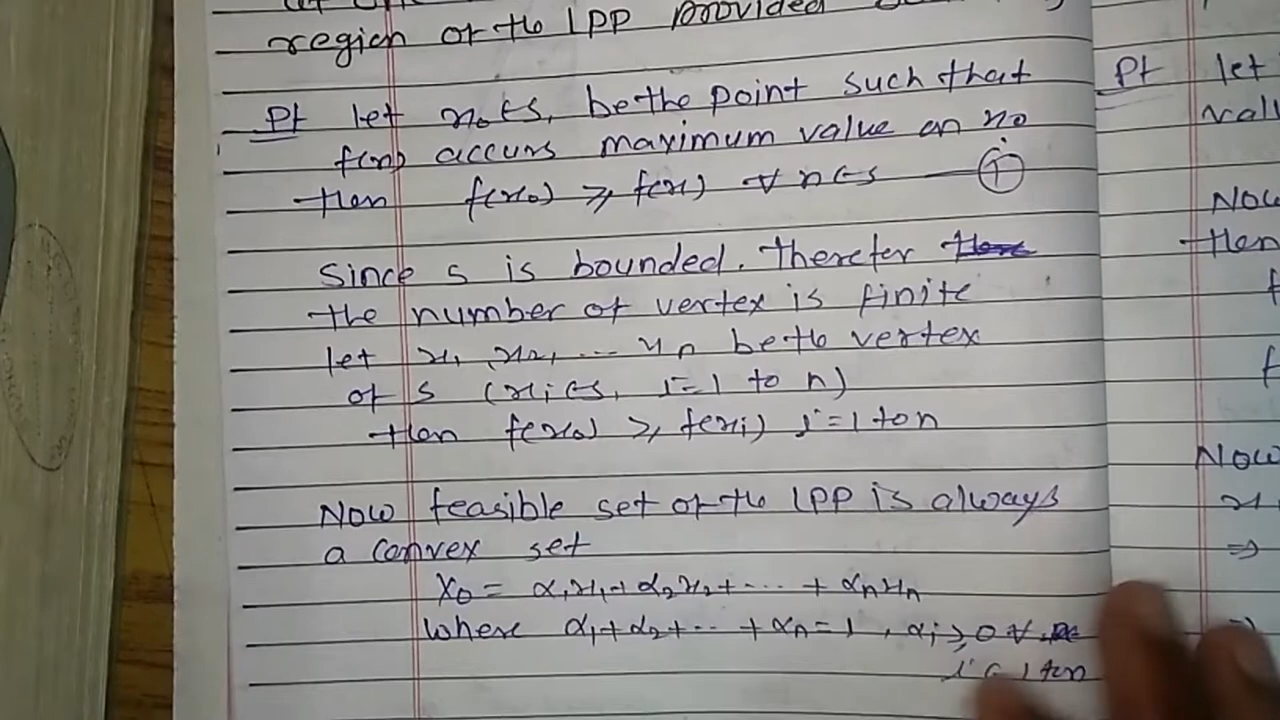 region of the LPP provided
Pf let x₀ ∈ S, be the point such that
f(x) occurs maximum value on x₀
then f(x₀) ≥ f(x) ∀ x ∈ S — ①
since S is bounded. Therefor
the number of vertex is finite
let x₁, x₂, ... xₙ be the vertex
of S (xᵢ ∈ S, i=1 to n)
then f(x₀) ≥ f(xᵢ) i=1 to n
Now feasible set of the LPP is always
a convex set
X₀ = α₁x₁ + α₂x₂ + ... + αₙxₙ
where α₁+α₂+ ... +αₙ=1, αᵢ ≥ 0 ∀
i = 1 to n
Pf let
Now
then
f
f
Now
⇒